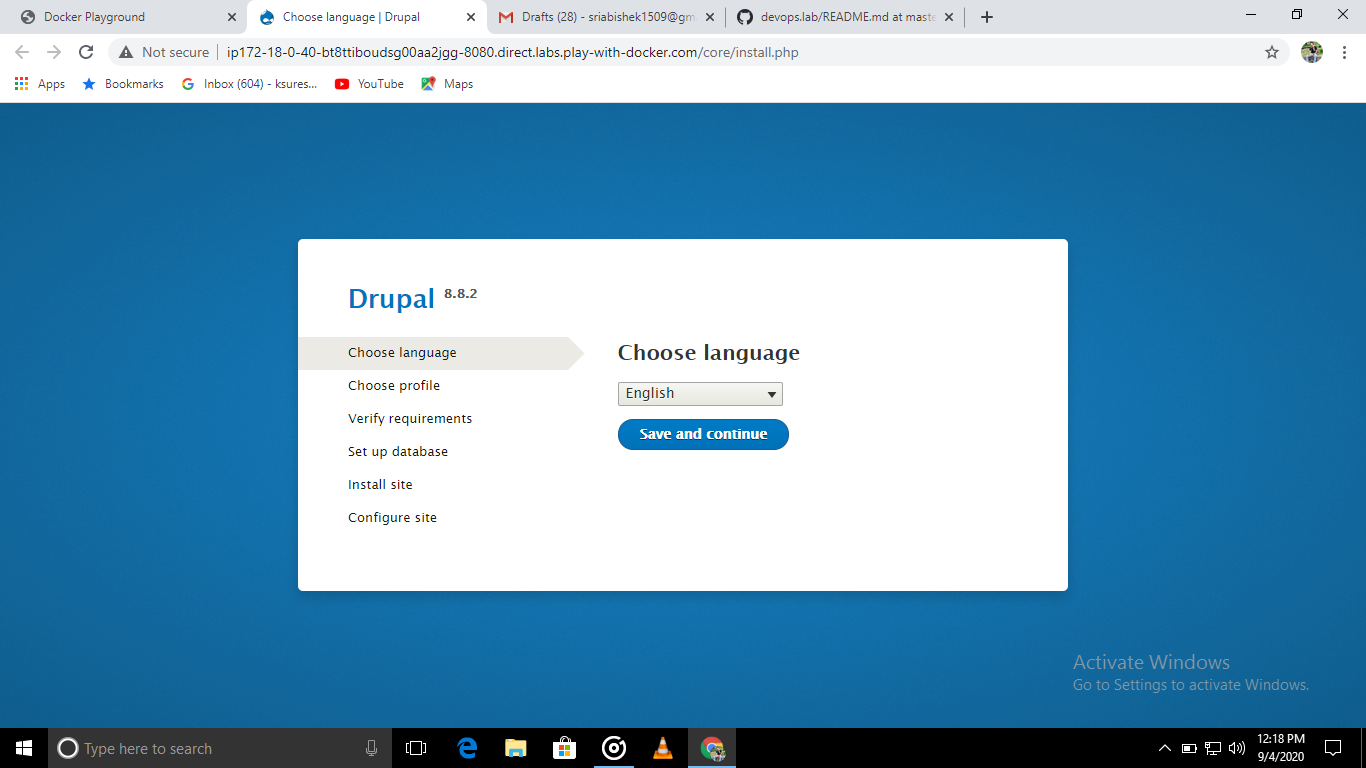 Docker Playground
Choose language | Drupal
Drafts (28) - sriabishek1509@gm
devops.lab/README.md at maste
Not secure
ip172-18-0-40-bt8ttiboudsg00aa2jgg-8080.direct.labs.play-with-docker.com/core/install.php
Apps
Bookmarks
Inbox (604) - ksures...
YouTube
Maps
Drupal 8.8.2
Choose language
Choose profile
Verify requirements
Set up database
Install site
Configure site
Choose language
English
Save and continue
Activate Windows
Go to Settings to activate Windows.
Type here to search
12:18 PM
9/4/2020